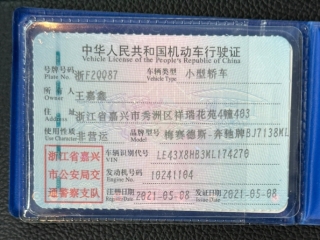 中华人民共和国机动车行驶证
Vehicle License of the People's Republic of China
号牌号码 浙F20Q87 车辆类型 小型轿车
Plate No. Vehicle Type
所有人 王嘉鑫
Owner
住址 浙江省嘉兴市秀洲区祥瑞花苑4幢403
Address
使用性质 非营运 品牌型号 梅赛德斯-奔驰牌BJ7138KL
Use Character Model
浙江省嘉兴市公安局交通警察支队
车辆识别代号 LE43X8HB3KL174270
VIN
发动机号码 10241184
Engine No.
注册日期 2021-05-08 发证日期 2021-05-08
Register Date Issue Date